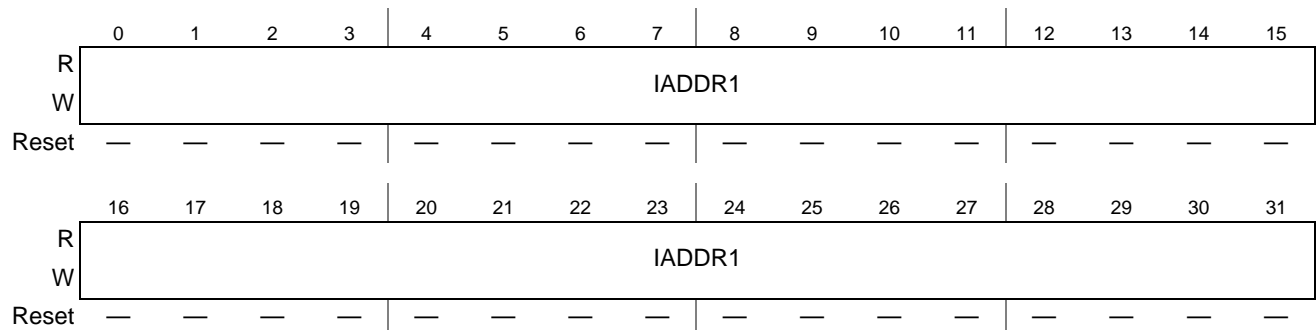 0 1 2 3 4 5 6 7 8 9 10 11 12 13 14 15
R
IADDR1
W
Reset — — — — — — — — — — — — — — — —
16 17 18 19 20 21 22 23 24 25 26 27 28 29 30 31
R
IADDR1
W
Reset — — — — — — — — — — — — — — — —